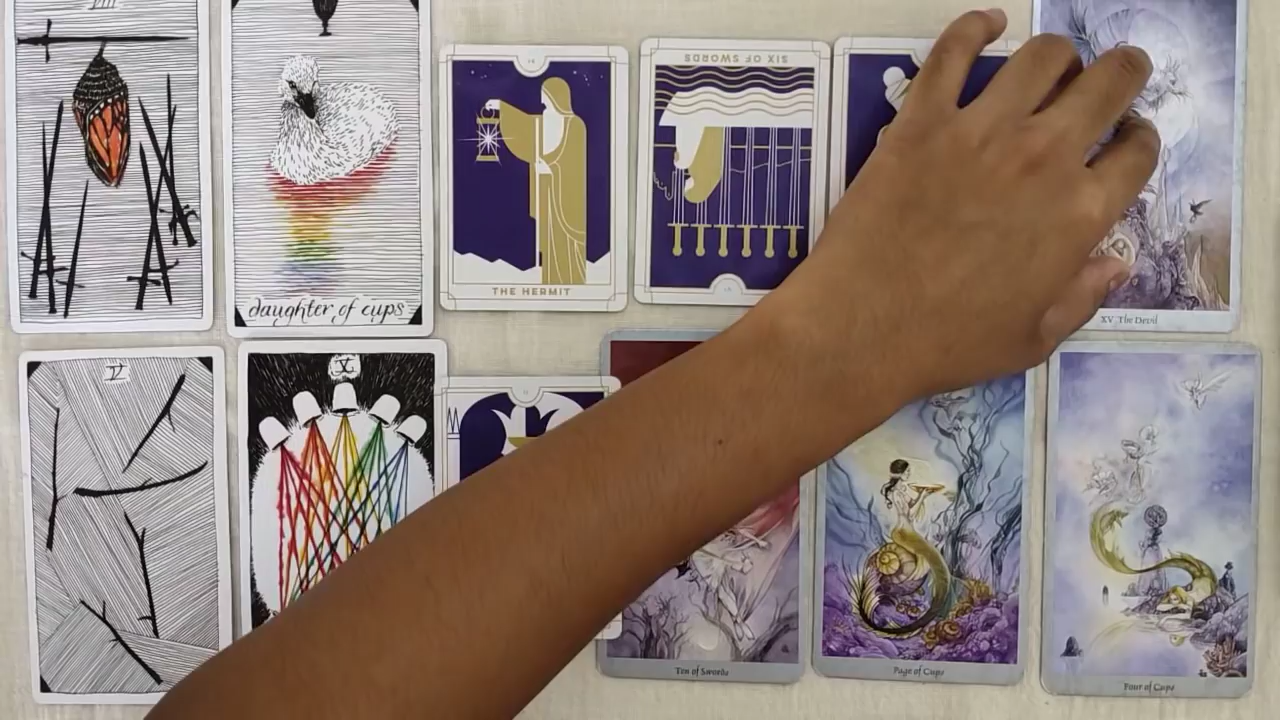 VIII
daughter of cups
THE HERMIT
SIX OF SWORDS
XV The Devil
V
X
Ten of Swords
Page of Cups
Four of Cups